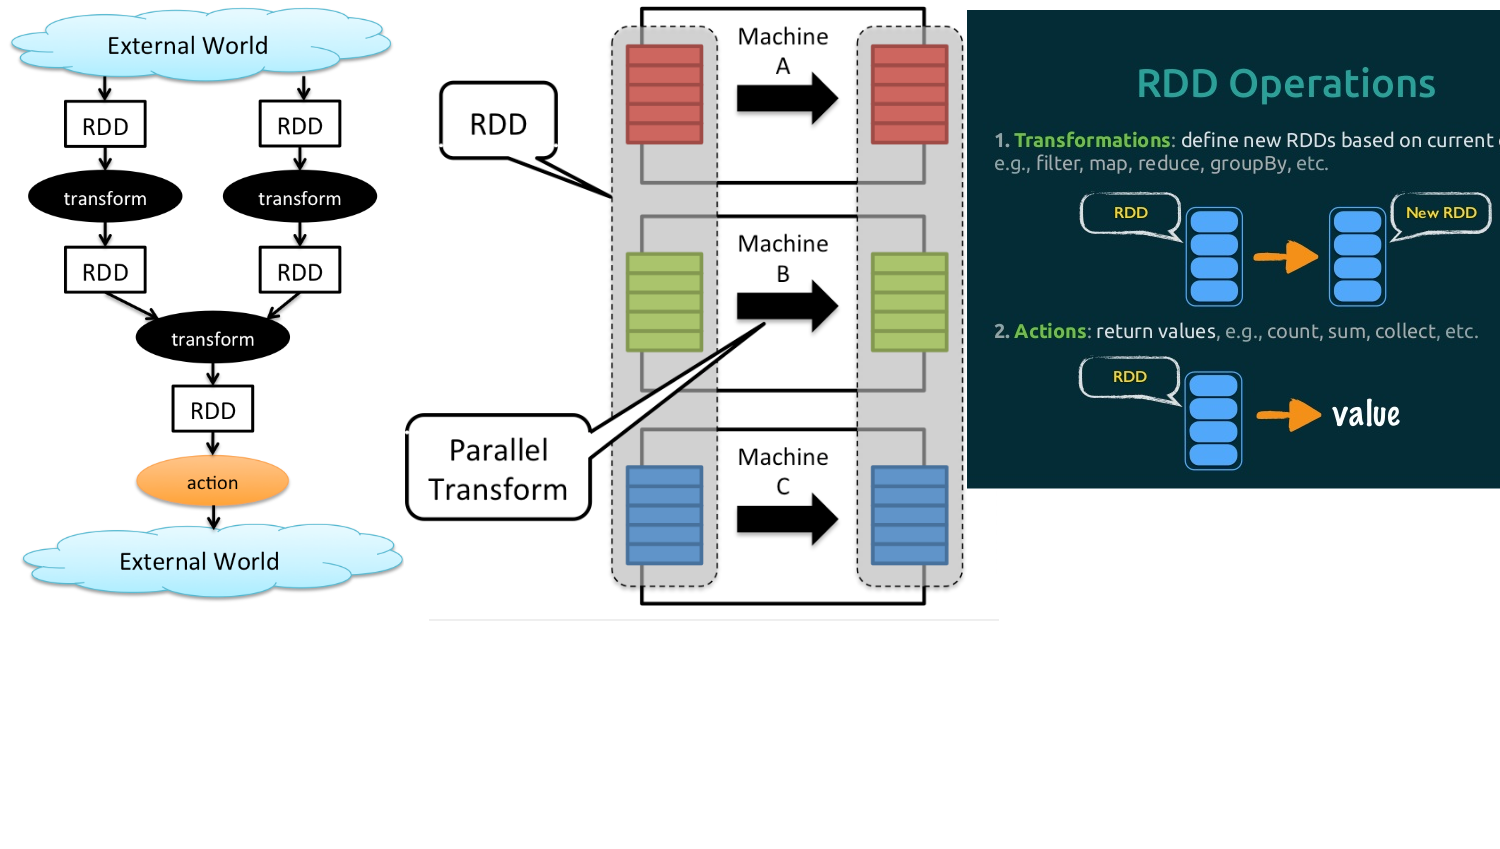 External World
RDD
RDD
transform
transform
RDD
RDD
transform
RDD
action
External World
RDD
Parallel
Transform
Machine
A
Machine
B
Machine
C
RDD Operations
1. Transformations: define new RDDs based on current
e.g., filter, map, reduce, groupBy, etc.
RDD
New RDD
2. Actions: return values, e.g., count, sum, collect, etc.
RDD
value